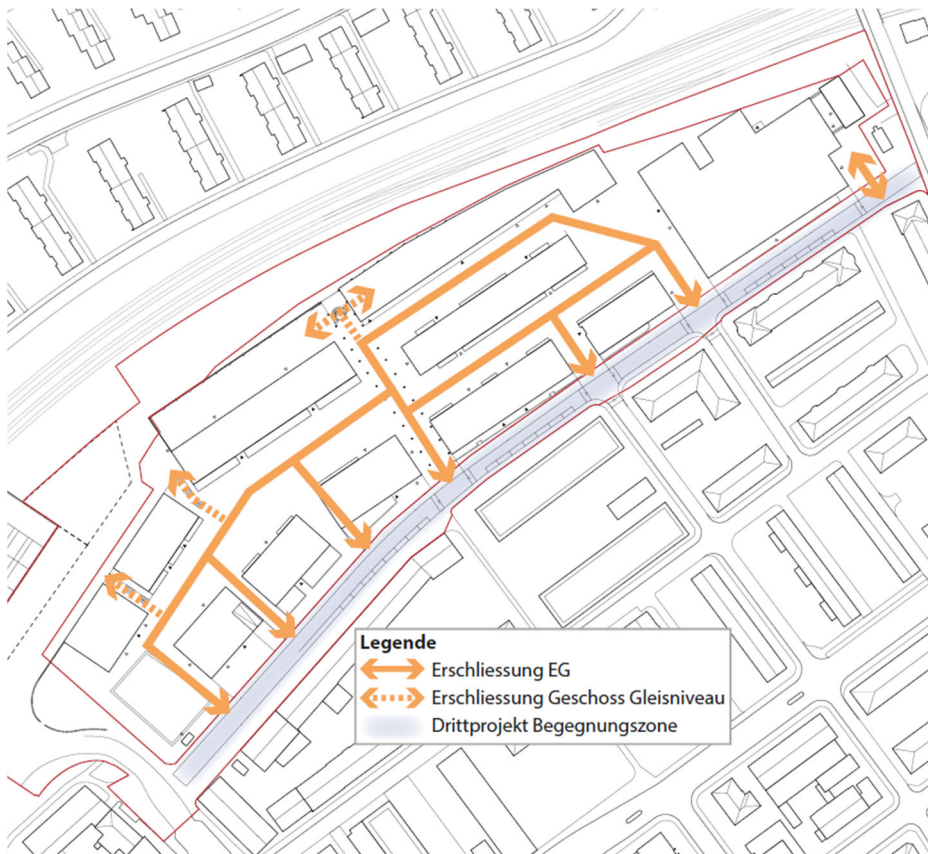 Legende
Erschliessung EG
Erschliessung Geschoss Gleisniveau
Drittprojekt Begegnungszone